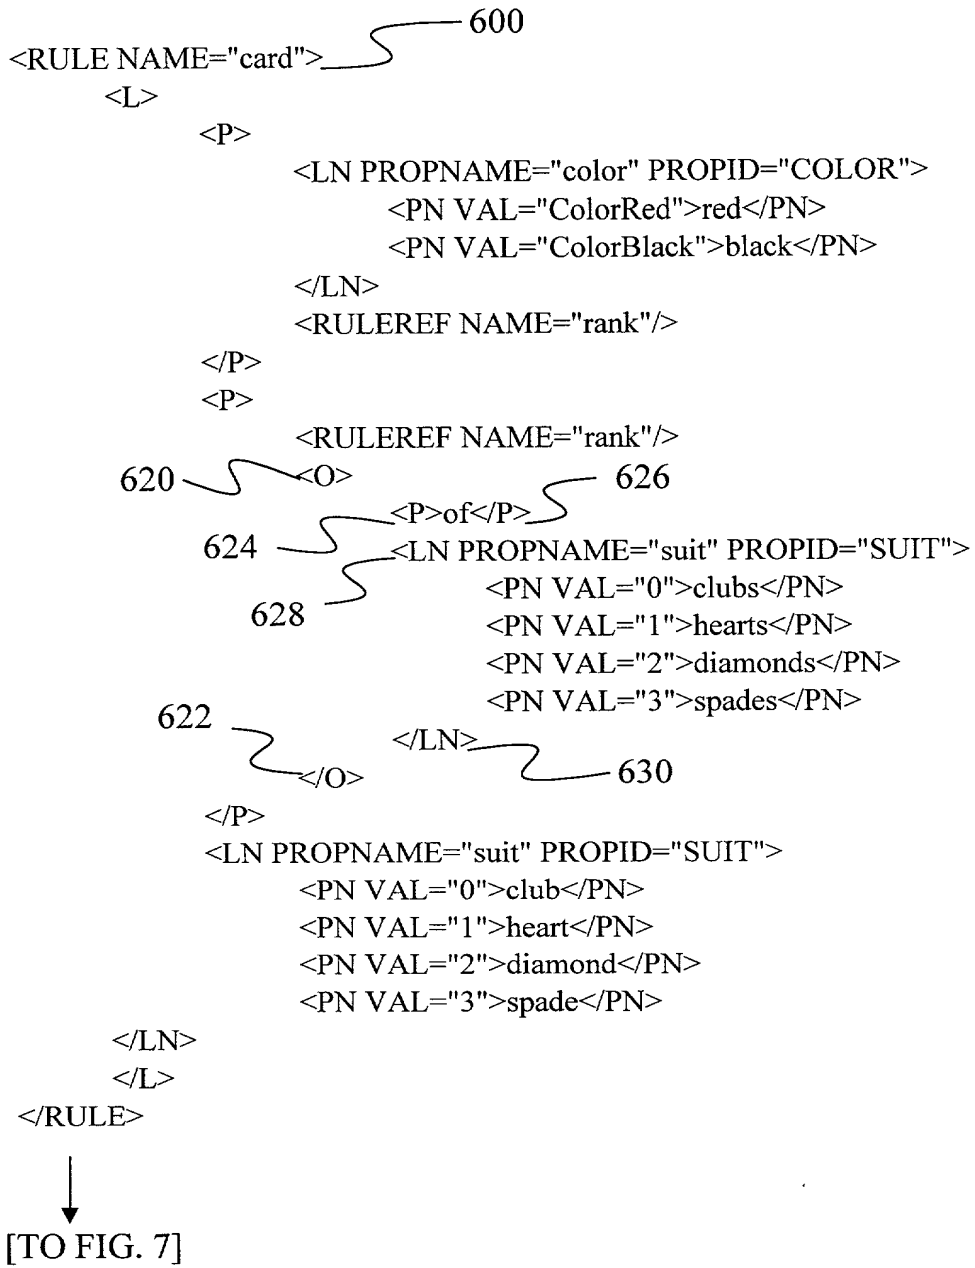 600
<RULE NAME="card">
<L>
<P>
<LN PROPNAME="color" PROPID="COLOR">
<PN VAL="ColorRed">red</PN>
<PN VAL="ColorBlack">black</PN>
</LN>
<RULEREF NAME="rank"/>
</P>
<P>
<RULEREF NAME="rank"/>
620 <O> 626
<P>of</P>
624 <LN PROPNAME="suit" PROPID="SUIT">
<PN VAL="0">clubs</PN>
628 <PN VAL="1">hearts</PN>
<PN VAL="2">diamonds</PN>
<PN VAL="3">spades</PN>
622
</LN>
</O> 630
</P>
<LN PROPNAME="suit" PROPID="SUIT">
<PN VAL="0">club</PN>
<PN VAL="1">heart</PN>
<PN VAL="2">diamond</PN>
<PN VAL="3">spade</PN>
</LN>
</L>
</RULE>
[TO FIG. 7]